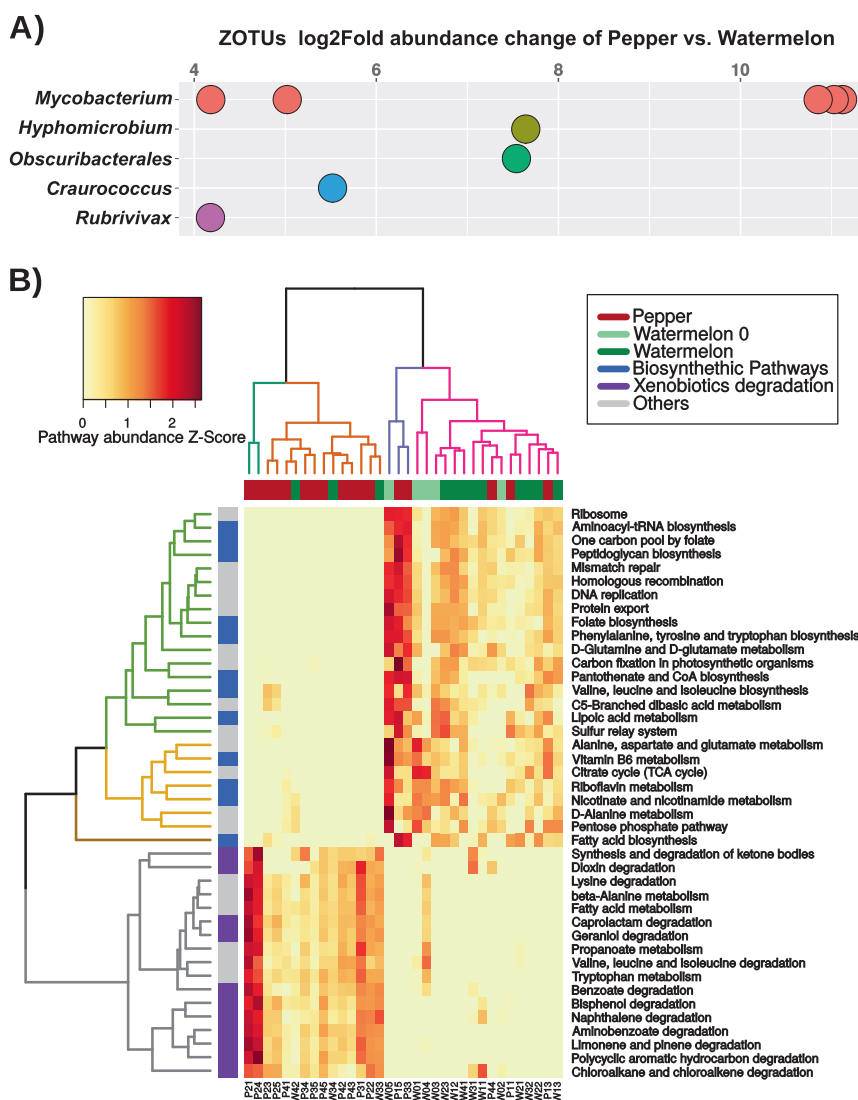 A)
ZOTUs log2Fold abundance change of Pepper vs. Watermelon
4 6 8 10
Mycobacterium
Hyphomicrobium
Obscuribacterales
Craurococcus
Rubrivivax
B)
0 1 2
Pathway abundance Z-Score
Pepper
Watermelon 0
Watermelon
Biosynthethic Pathways
Xenobiotics degradation
Others
Ribosome
Aminoacyl-tRNA biosynthesis
One carbon pool by folate
Peptidoglycan biosynthesis
Mismatch repair
Homologous recombination
DNA replication
Protein export
Folate biosynthesis
Phenylalanine, tyrosine and tryptophan biosynthesis
D-Glutamine and D-glutamate metabolism
Carbon fixation in photosynthetic organisms
Pantothenate and CoA biosynthesis
Valine, leucine and isoleucine biosynthesis
C5-Branched dibasic acid metabolism
Lipoic acid metabolism
Sulfur relay system
Alanine, aspartate and glutamate metabolism
Vitamin B6 metabolism
Citrate cycle (TCA cycle)
Riboflavin metabolism
Nicotinate and nicotinamide metabolism
D-Alanine metabolism
Pentose phosphate pathway
Fatty acid biosynthesis
Synthesis and degradation of ketone bodies
Dioxin degradation
Lysine degradation
beta-Alanine metabolism
Fatty acid metabolism
Caprolactam degradation
Geraniol degradation
Propanoate metabolism
Valine, leucine and isoleucine degradation
Tryptophan metabolism
Benzoate degradation
Bisphenol degradation
Naphthalene degradation
Aminobenzoate degradation
Limonene and pinene degradation
Polycyclic aromatic hydrocarbon degradation
Chloroalkane and chloroalkene degradation
P21 P24 P23 P25 P41 W42 P34 P35 P45 W34 P42 P43 P31 P22 W33 W05 P15 P33 W01 W04 W03 W23 W12 W41 W31 W11 P44 W02 P11 W21 W32 W22 P13 W13